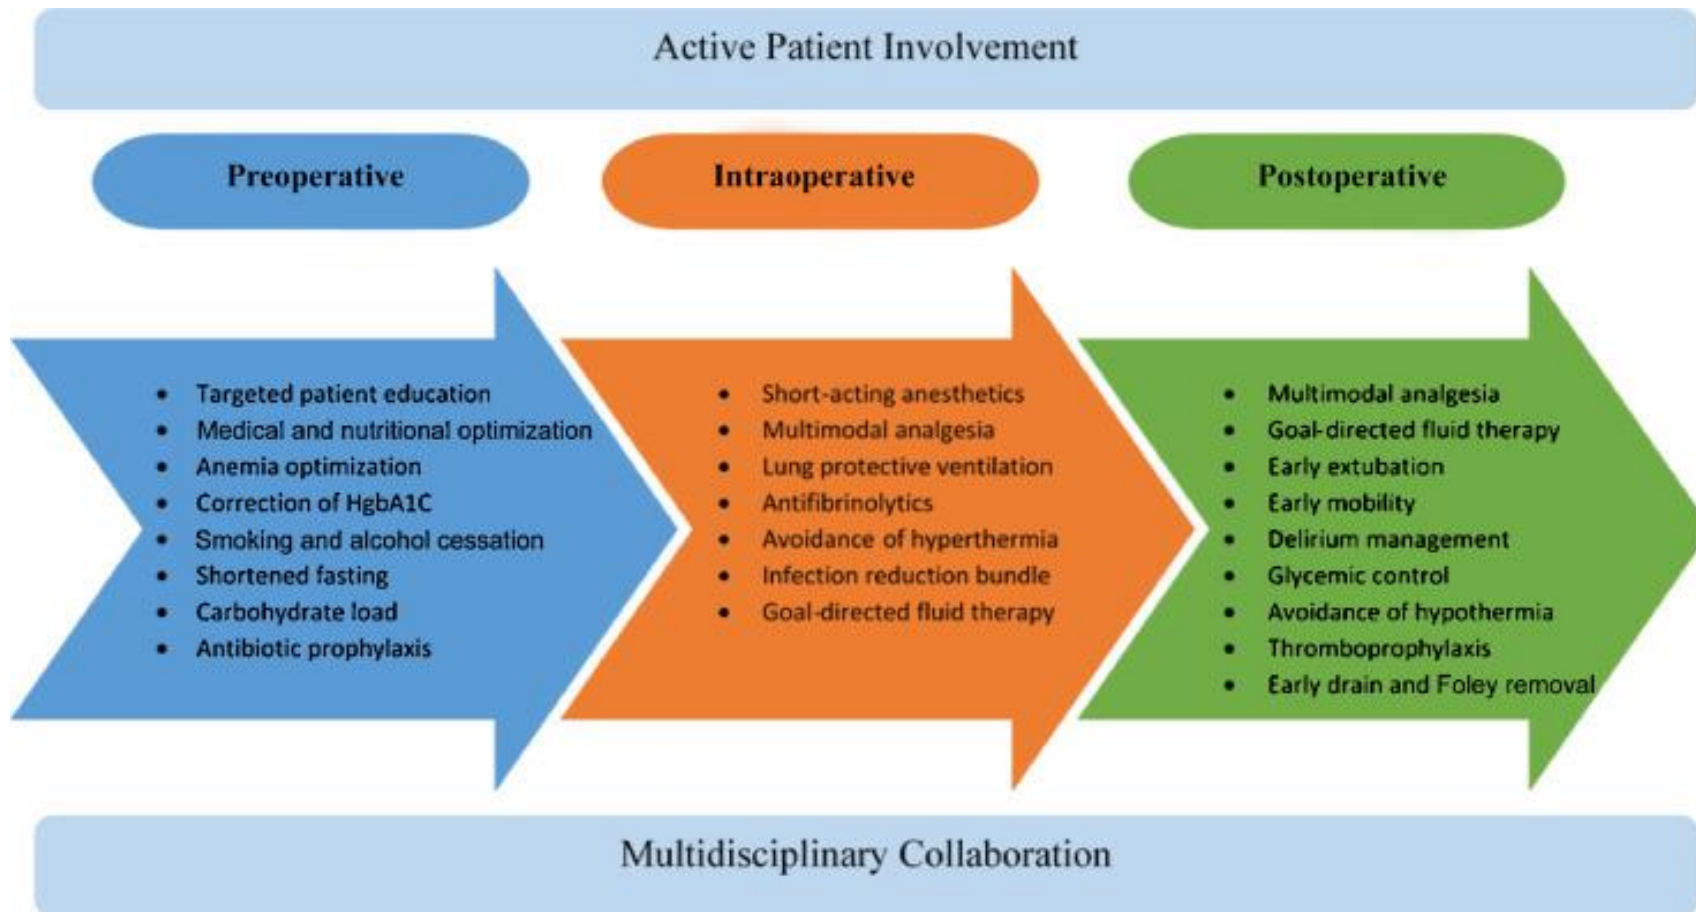 Active Patient Involvement
Preoperative
Intraoperative
Postoperative
• Targeted patient education
• Medical and nutritional optimization
• Anemia optimization
• Correction of HgbA1C
• Smoking and alcohol cessation
• Shortened fasting
• Carbohydrate load
• Antibiotic prophylaxis
• Short-acting anesthetics
• Multimodal analgesia
• Lung protective ventilation
• Antifibrinolytics
• Avoidance of hyperthermia
• Infection reduction bundle
• Goal-directed fluid therapy
• Multimodal analgesia
• Goal-directed fluid therapy
• Early extubation
• Early mobility
• Delirium management
• Glycemic control
• Avoidance of hypothermia
• Thromboprophylaxis
• Early drain and Foley removal
Multidisciplinary Collaboration